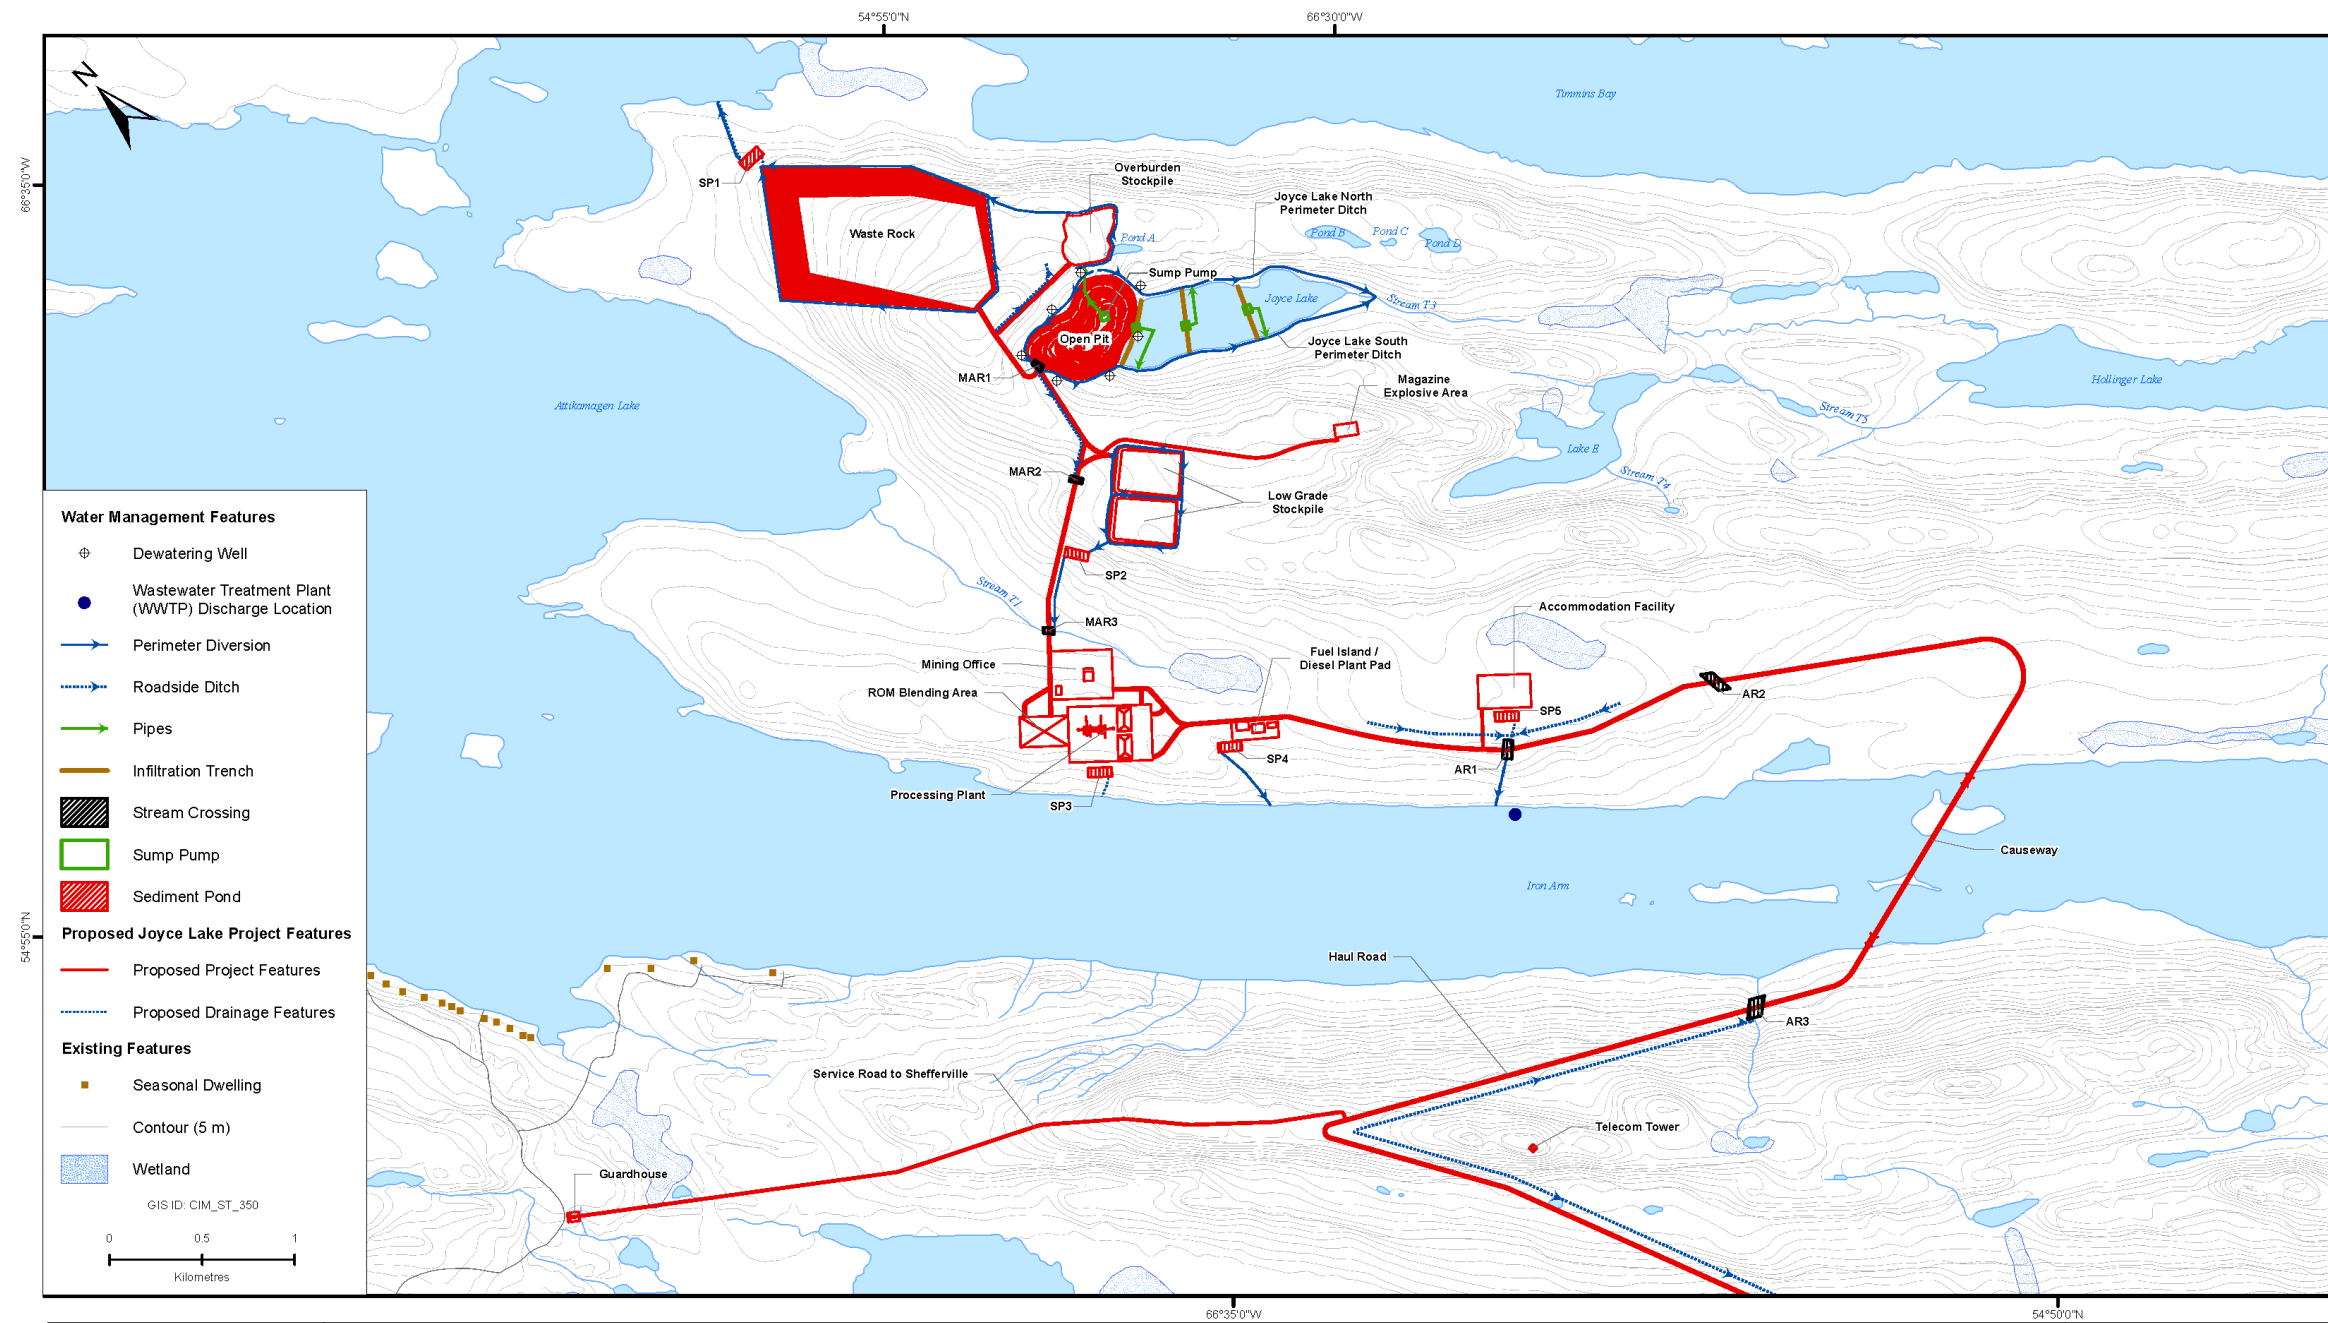 54°55'0"N
66°30'0"W
N
Timmins Bay
66°35'0"W
SP1
Overburden
Stockpile
Joyce Lake North
Perimeter Ditch
Waste Rock
Pond A
Pond B
Pond C
Pond D
Sump Pump
Joyce Lake
Stream T3
Open Pit
Joyce Lake South
Perimeter Ditch
MAR1
Magazine
Explosive Area
Hollinger Lake
Attikamagen Lake
Stream T5
Lake E
MAR2
Stream T4
Low Grade
Stockpile
SP2
Stream T1
Accommodation Facility
MAR3
Mining Office
Fuel Island /
Diesel Plant Pad
ROM Blending Area
AR2
SP5
SP4
AR1
Processing Plant
SP3
Causeway
Iron Arm
54°55'0"N
Haul Road
AR3
Service Road to Shefferville
Telecom Tower
Guardhouse
Water Management Features
Dewatering Well
Wastewater Treatment Plant
(WWTP) Discharge Location
Perimeter Diversion
Roadside Ditch
Pipes
Infiltration Trench
Stream Crossing
Sump Pump
Sediment Pond
Proposed Joyce Lake Project Features
Proposed Project Features
Proposed Drainage Features
Existing Features
Seasonal Dwelling
Contour (5 m)
Wetland
GIS ID: CIM_ST_350
0 0.5 1
Kilometres
66°35'0"W
54°50'0"N